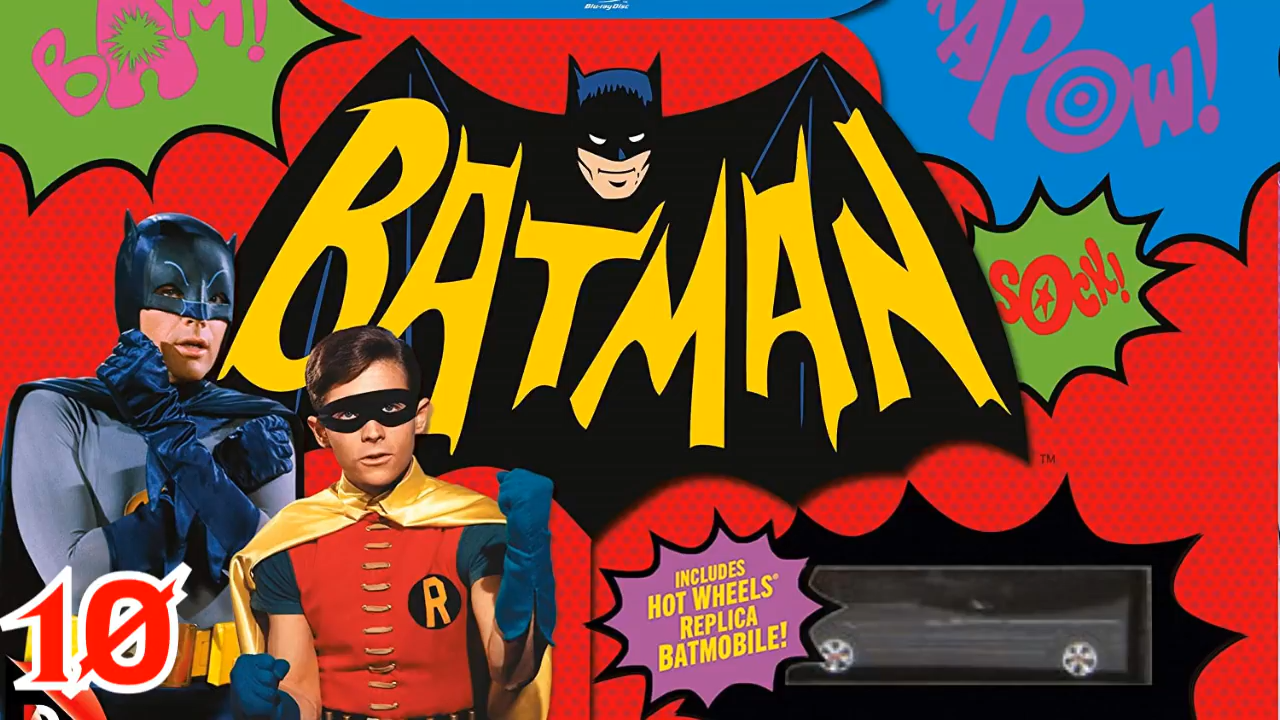 Blu-ray Disc
BAM!
KAPOW!
BATMAN
SOCK!
TM
INCLUDES
HOT WHEELS®
REPLICA
BATMOBILE!
R
10